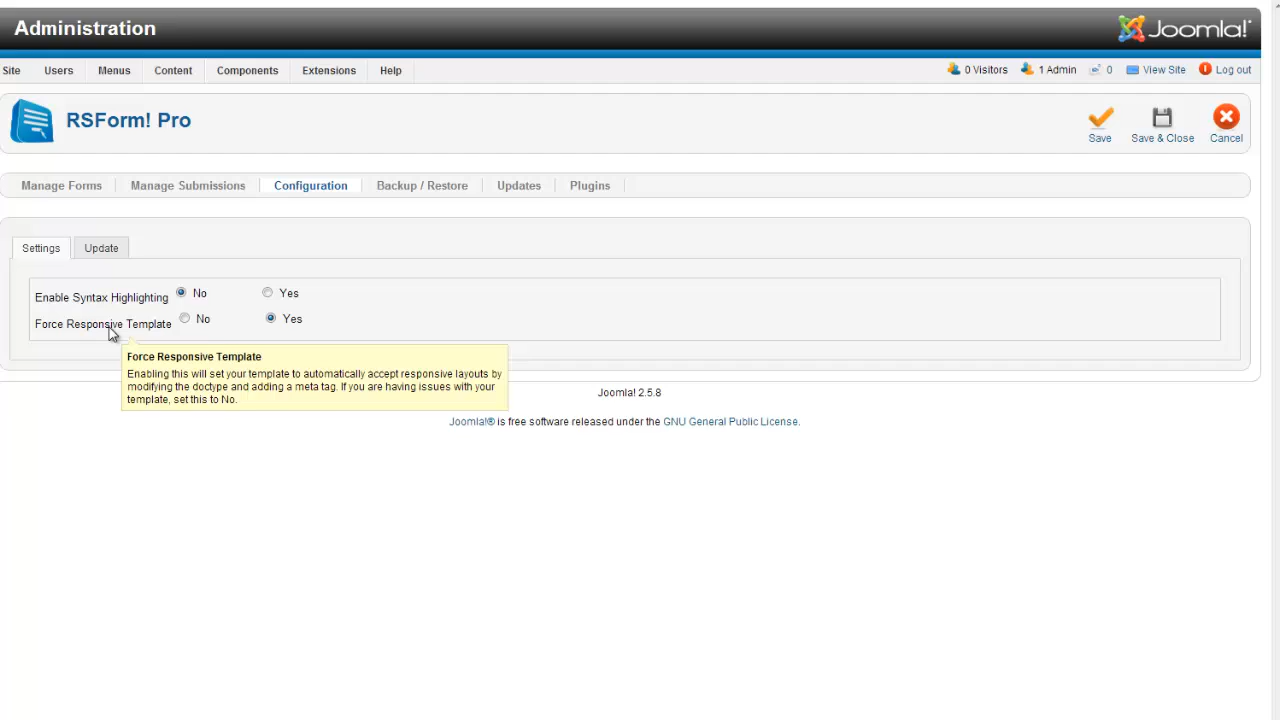 Administration
Joomla!
Site Users Menus Content Components Extensions Help
0 Visitors 1 Admin 0 View Site Log out
RSForm! Pro
Save Save & Close Cancel
Manage Forms Manage Submissions Configuration Backup / Restore Updates Plugins
Settings Update
Enable Syntax Highlighting No Yes
Force Responsive Template No Yes
Force Responsive Template
Enabling this will set your template to automatically accept responsive layouts by
modifying the doctype and adding a meta tag. If you are having issues with your
template, set this to No.
Joomla! 2.5.8
Joomla!® is free software released under the GNU General Public License.